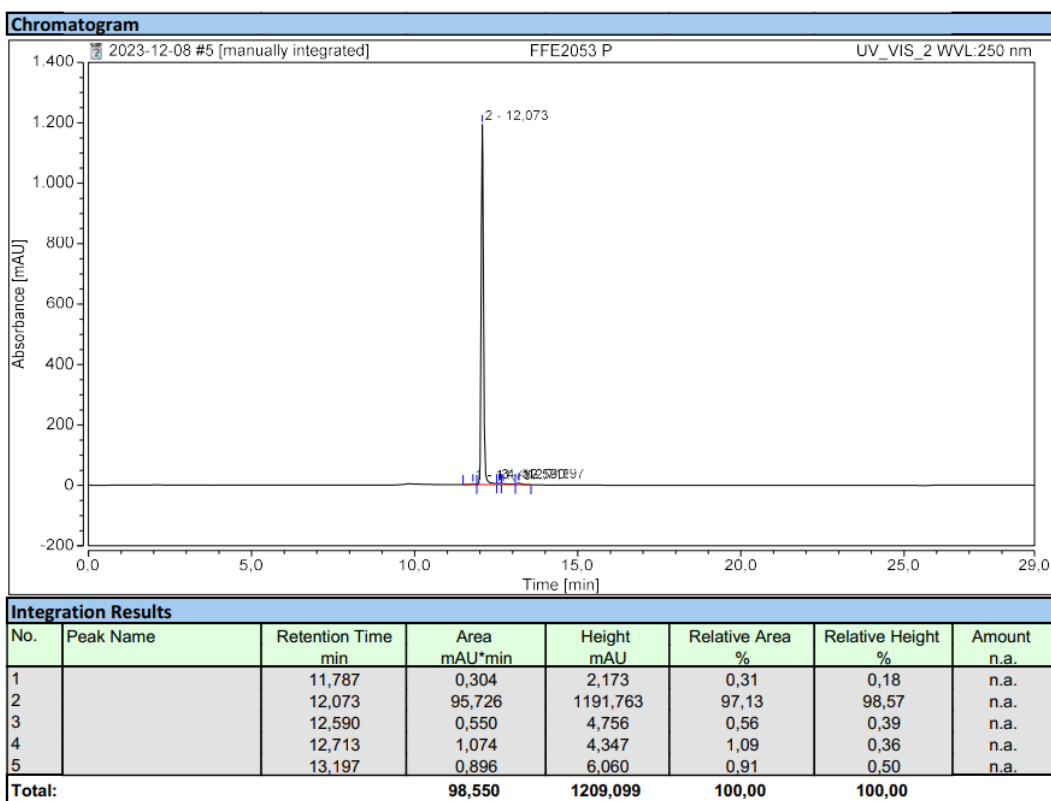 Chromatogram
2023-12-08 #5 [manually integrated] FFE2053 P UV_VIS_2 WVL:250 nm
1.400
1.200
1.000
800
600
400
200
0
-200
Absorbance [mAU]
2 - 12,073
0,0 5,0 10,0 15,0 20,0 25,0 29,0
Time [min]
Integration Results
No. Peak Name Retention Time Area Height Relative Area Relative Height Amount
min mAU*min mAU % % n.a.
1 11,787 0,304 2,173 0,31 0,18 n.a.
2 12,073 95,726 1191,763 97,13 98,57 n.a.
3 12,590 0,550 4,756 0,56 0,39 n.a.
4 12,713 1,074 4,347 1,09 0,36 n.a.
5 13,197 0,896 6,060 0,91 0,50 n.a.
Total: 98,550 1209,099 100,00 100,00